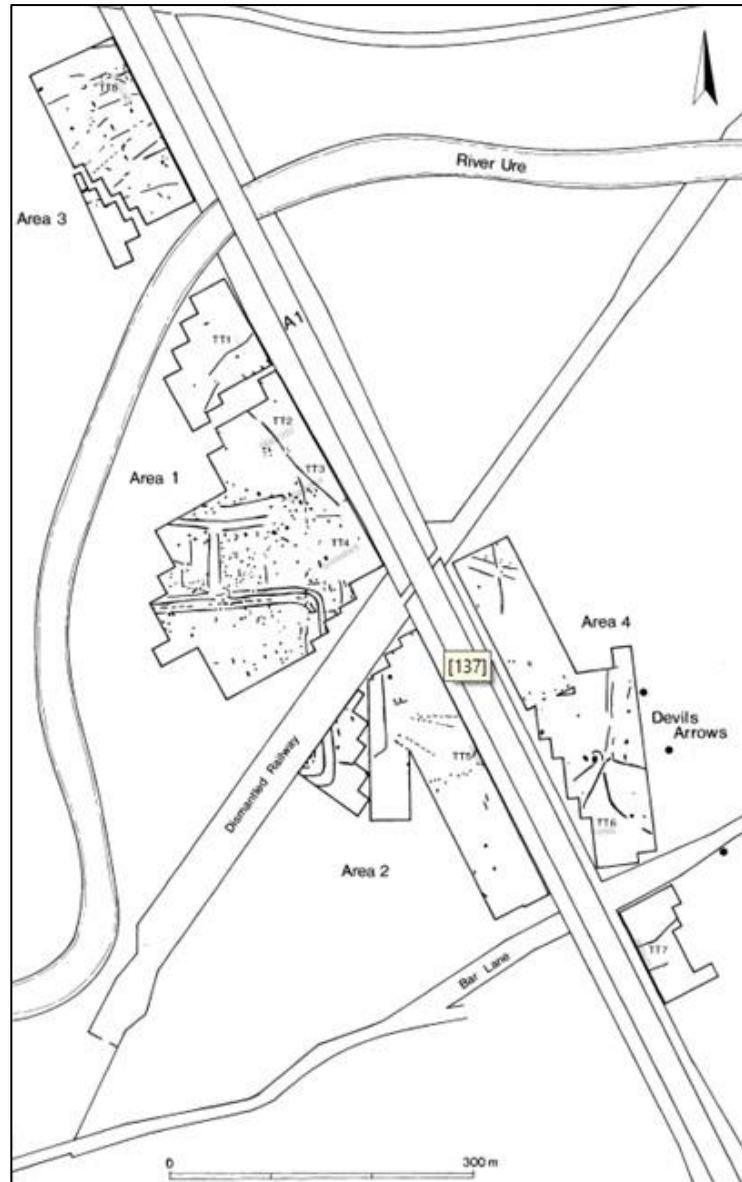 TT8
River Ure
Area 3
A1
TT1
TT2
Area 1
TT3
TT4
Area 4
[137]
Devils
Arrows
TT5
Dismantled Railway
TT6
Area 2
TT7
Bar Lane
0
300 m